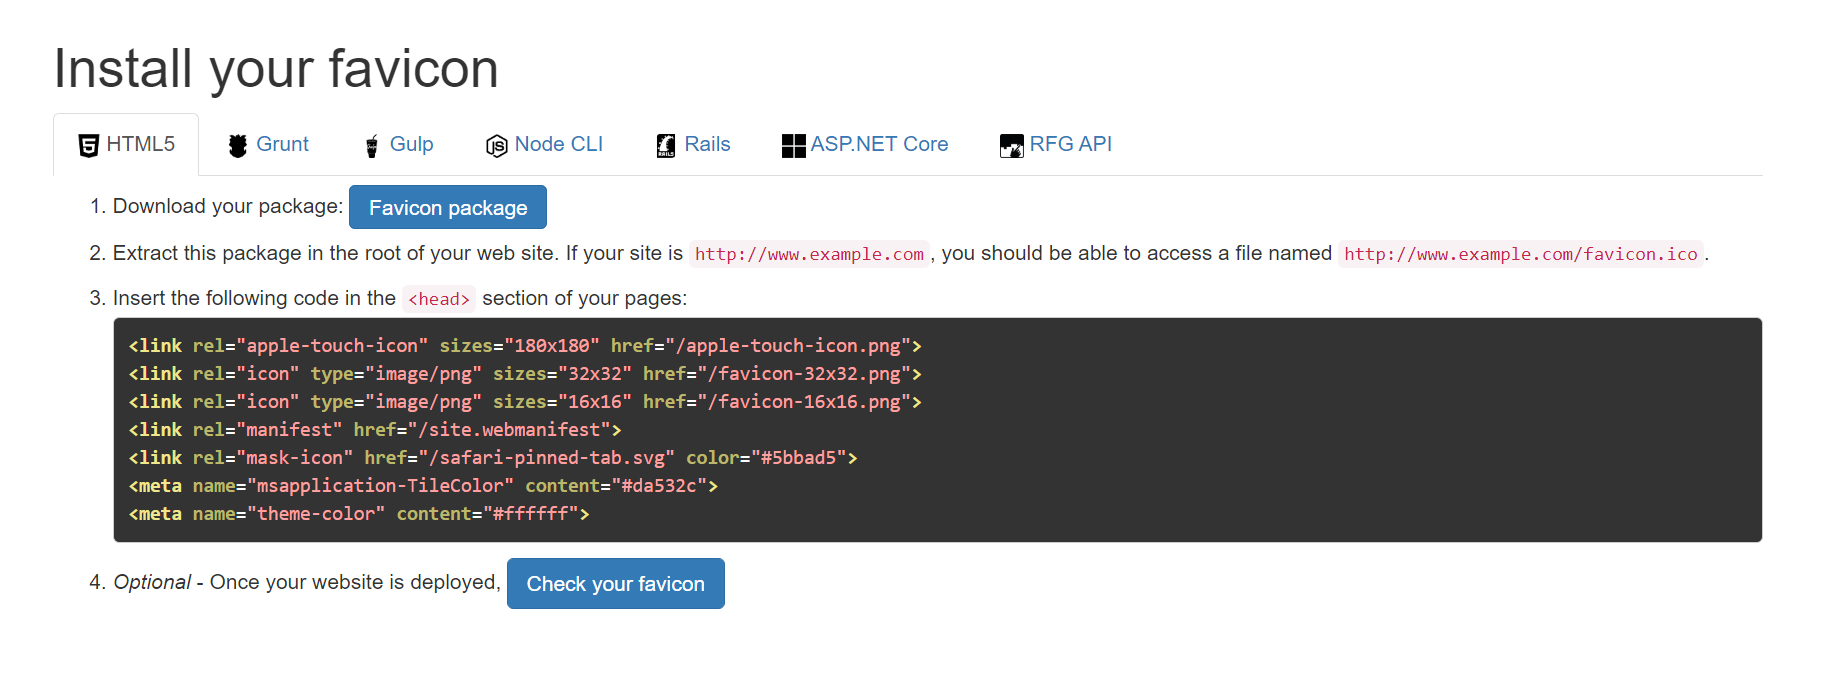 Install your favicon
HTML5 Grunt Gulp Node CLI Rails ASP.NET Core RFG API
1. Download your package: Favicon package
2. Extract this package in the root of your web site. If your site is http://www.example.com, you should be able to access a file named http://www.example.com/favicon.ico.
3. Insert the following code in the <head> section of your pages:
<link rel="apple-touch-icon" sizes="180x180" href="/apple-touch-icon.png">
<link rel="icon" type="image/png" sizes="32x32" href="/favicon-32x32.png">
<link rel="icon" type="image/png" sizes="16x16" href="/favicon-16x16.png">
<link rel="manifest" href="/site.webmanifest">
<link rel="mask-icon" href="/safari-pinned-tab.svg" color="#5bbad5">
<meta name="msapplication-TileColor" content="#da532c">
<meta name="theme-color" content="#ffffff">
4. Optional - Once your website is deployed, Check your favicon